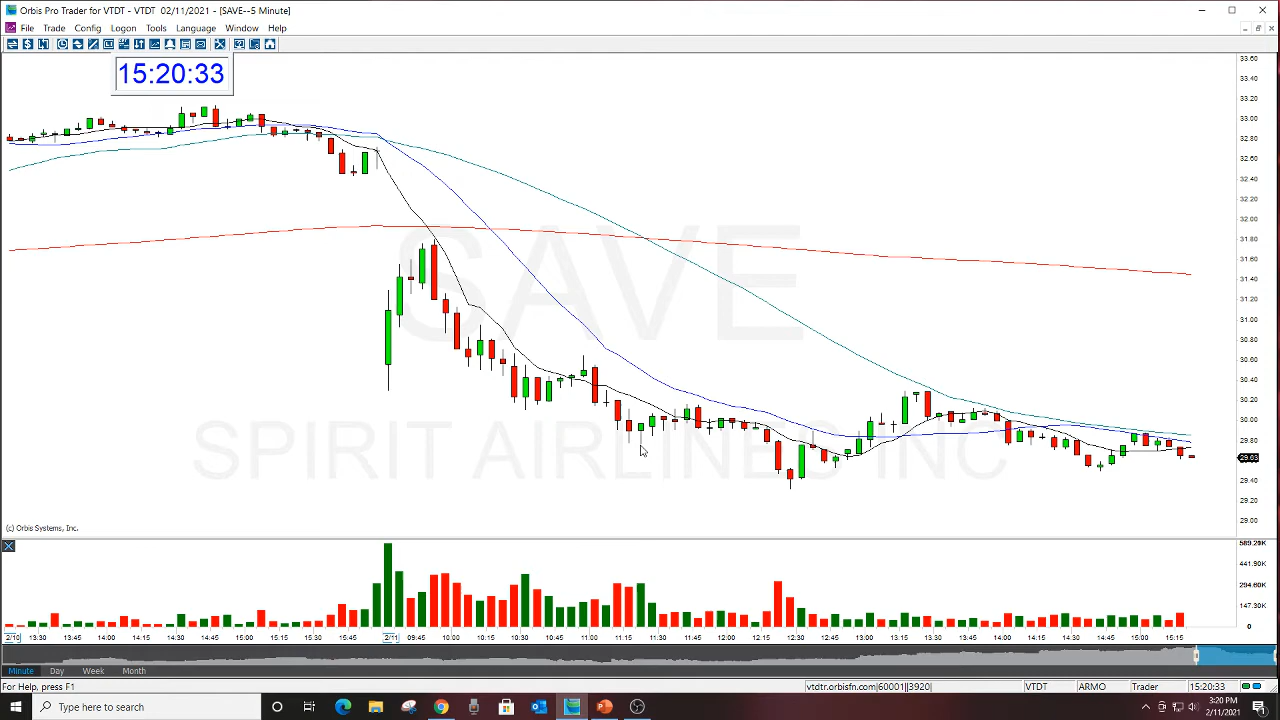 Orbis Pro Trader for VTDT - VTDT 02/11/2021 - [SAVE--5 Minute]
File Trade Config Logon Tools Language Window Help
15:20:33
33.60
33.40
33.20
33.00
32.80
32.60
32.40
32.20
32.00
31.80
31.60
31.40
31.20
31.00
30.80
30.60
30.40
30.20
30.00
29.80
29.40
29.20
29.00
SAVE
SPIRIT AIRLINES INC
(c) Orbis Systems, Inc.
441.90K
294.60K
147.30K
0
2/10 13:30 13:45 14:00 14:15 14:30 14:45 15:00 15:15 15:30 15:45 2/11 09:45 10:00 10:15 10:30 10:45 11:00 11:15 11:30 11:45 12:00 12:15 12:30 12:45 13:00 13:15 13:30 13:45 14:00 14:15 14:30 14:45 15:00 15:15
Minute Day Week Month
For Help, press F1 vtdtr.orbisfn.com|60001||3920| VTDT ARMO Trader 15:20:33
Type here to search
3:20 PM
2/11/2021